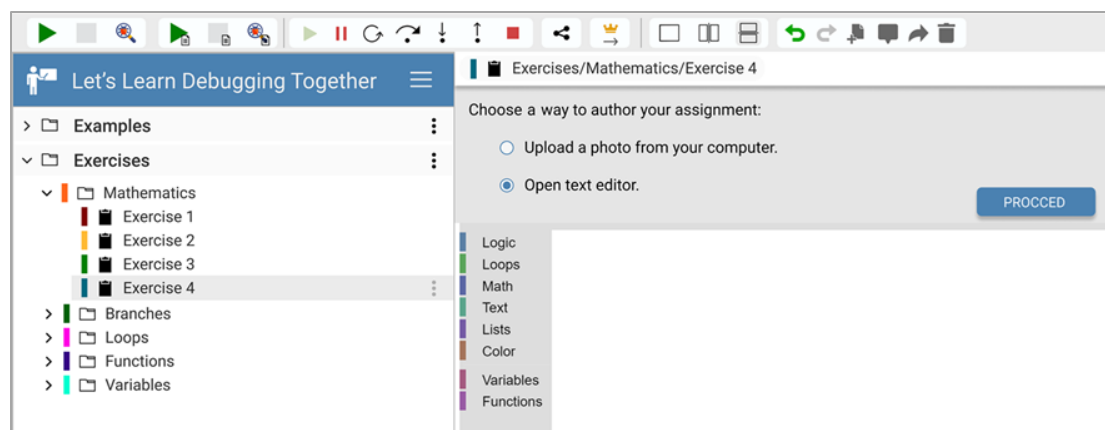 Let's Learn Debugging Together
Examples
Exercises
Mathematics
Exercise 1
Exercise 2
Exercise 3
Exercise 4
Branches
Loops
Functions
Variables
Exercises/Mathematics/Exercise 4
Choose a way to author your assignment:
Upload a photo from your computer.
Open text editor.
PROCCED
Logic
Loops
Math
Text
Lists
Color
Variables
Functions